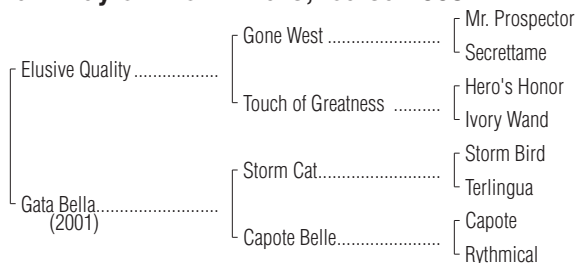 Mr. Prospector
Gone West ........................
Secrettame
Elusive Quality ..................
Hero's Honor
Touch of Greatness ..........
Ivory Wand
Storm Bird
Storm Cat..........................
Terlingua
Gata Bella..........................
(2001)
Capote
Capote Belle......................
Rythmical